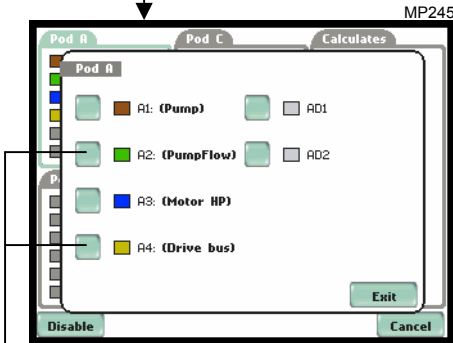 MP245
Pod A Pod C Calculates
Pod A
A1: (Pump) AD1
A2: (PumpFlow) AD2
A3: (Motor HP)
A4: (Drive bus)
Exit
Disable Cancel